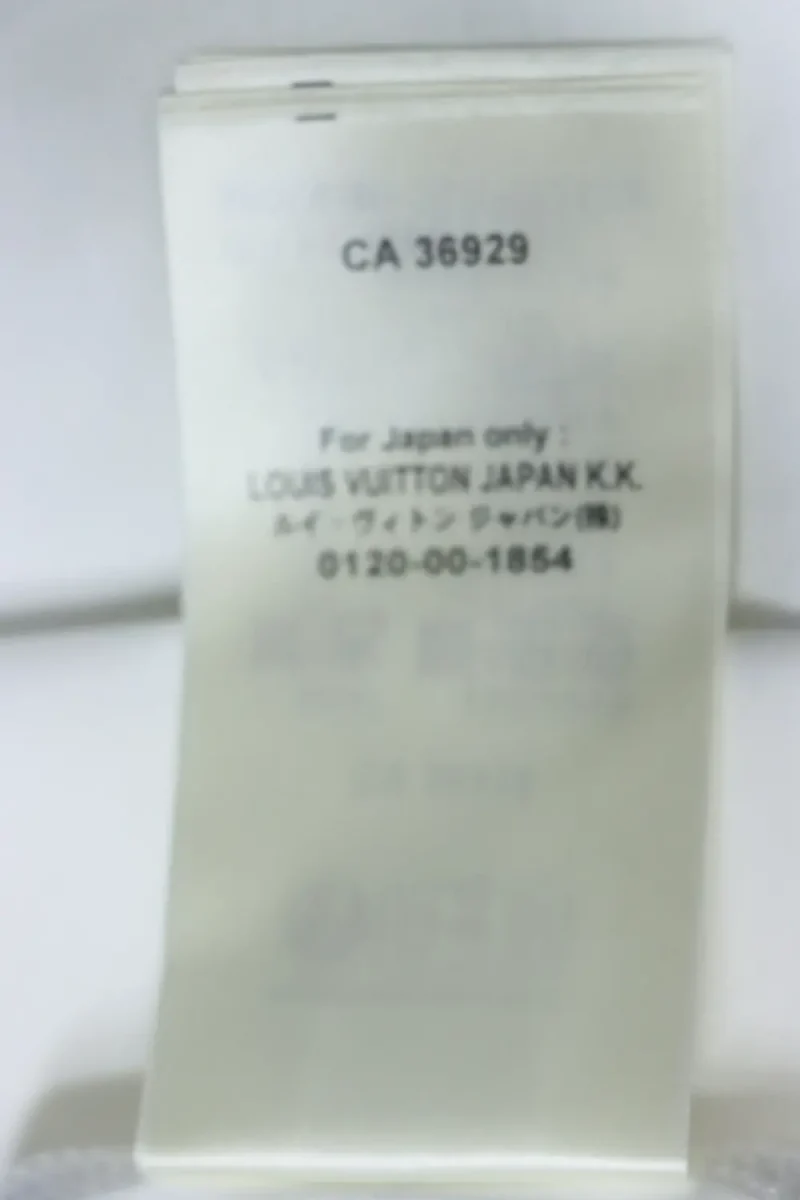 CA 36929
For Japan only :
LOUIS VUITTON JAPAN K.K.
ルイ・ヴィトン ジャパン(株)
0120-00-1854